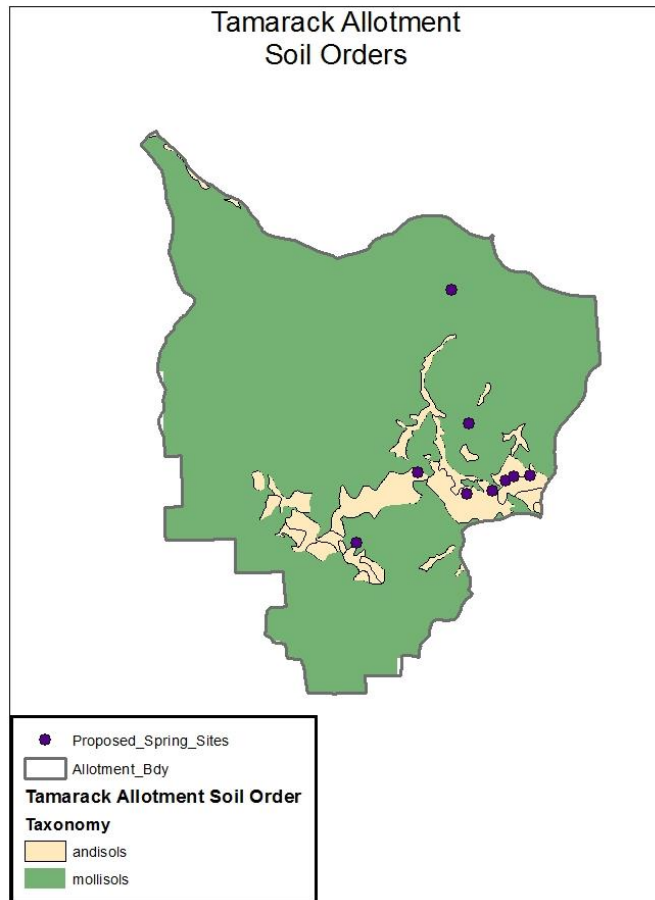 Tamarack Allotment
Soil Orders
Proposed_Spring_Sites
Allotment_Bdy
Tamarack Allotment Soil Order
Taxonomy
andisols
mollisols